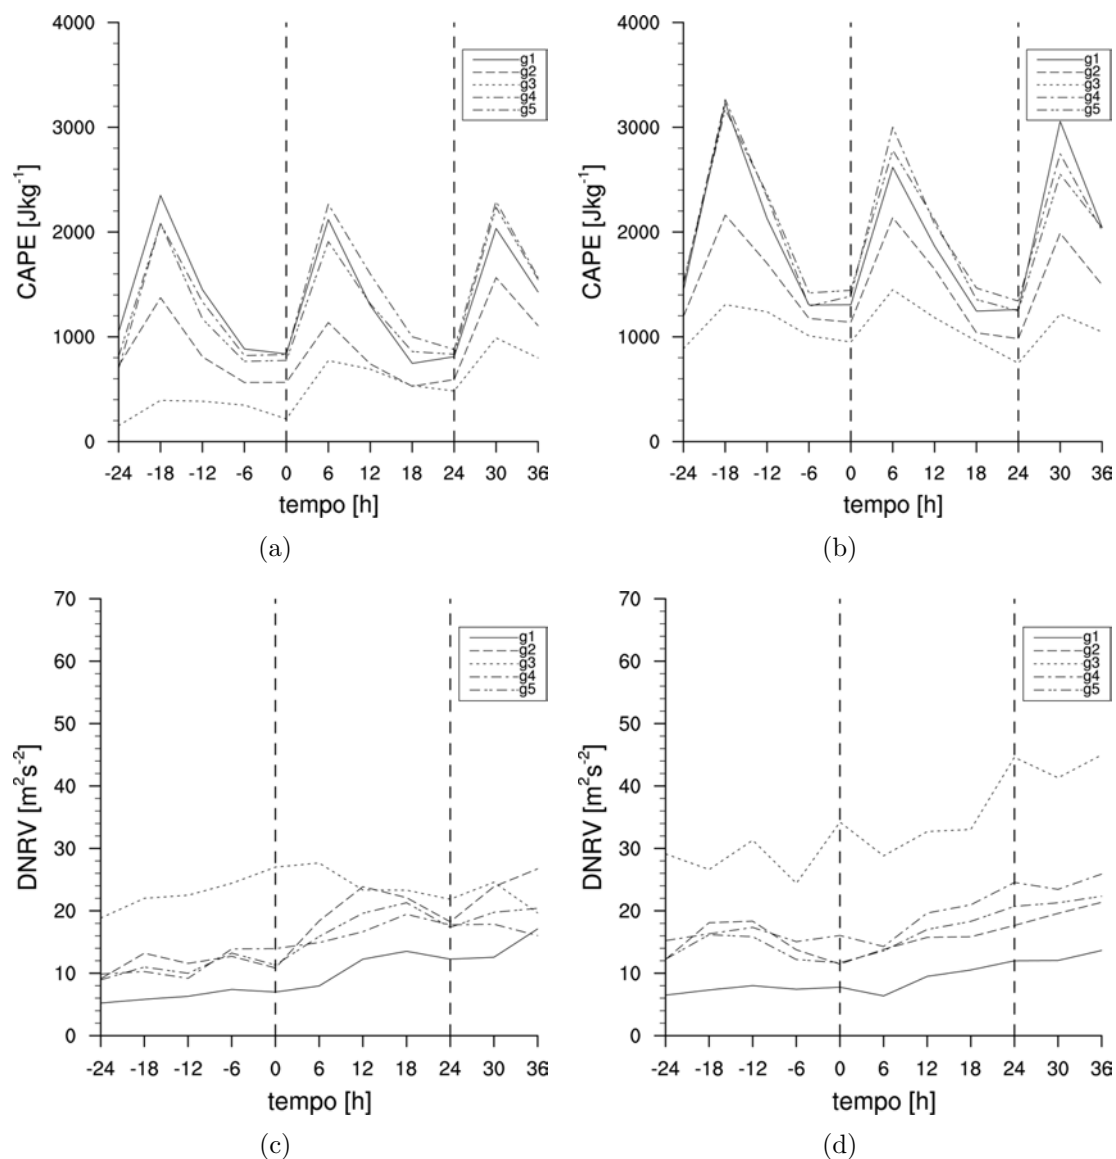 4000
3000
2000
1000
0
CAPE [Jkg-1]
-24 -18 -12 -6 0 6 12 18 24 30 36
tempo [h]
g1
g2
g3
g4
g5
(a)
4000
3000
2000
1000
0
CAPE [Jkg-1]
-24 -18 -12 -6 0 6 12 18 24 30 36
tempo [h]
g1
g2
g3
g4
g5
(b)
70
60
50
40
30
20
10
0
DNRV [m2s-2]
-24 -18 -12 -6 0 6 12 18 24 30 36
tempo [h]
g1
g2
g3
g4
g5
(c)
70
60
50
40
30
20
10
0
DNRV [m2s-2]
-24 -18 -12 -6 0 6 12 18 24 30 36
tempo [h]
g1
g2
g3
g4
g5
(d)